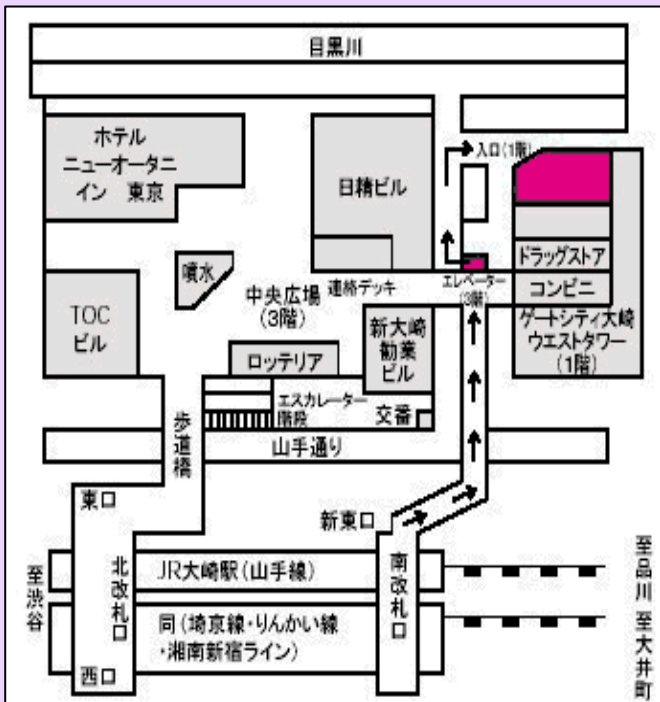 目黒川
ホテル
ニューオータニ
イン 東京
日精ビル
入口(1階)
ドラッグストア
噴水
中央広場
(3階)
連絡デッキ
エレベーター
(3階)
コンビニ
TOC
ビル
新大崎
勧業
ビル
ゲートシティ大崎
ウエストタワー
(1階)
ロッテリア
エスカレーター
階段
交番
歩道橋
山手通り
東口
新東口
至渋谷
北改札口
JR大崎駅(山手線)
南改札口
至品川
至大井町
同(埼京線・りんかい線
・湘南新宿ライン)
西口